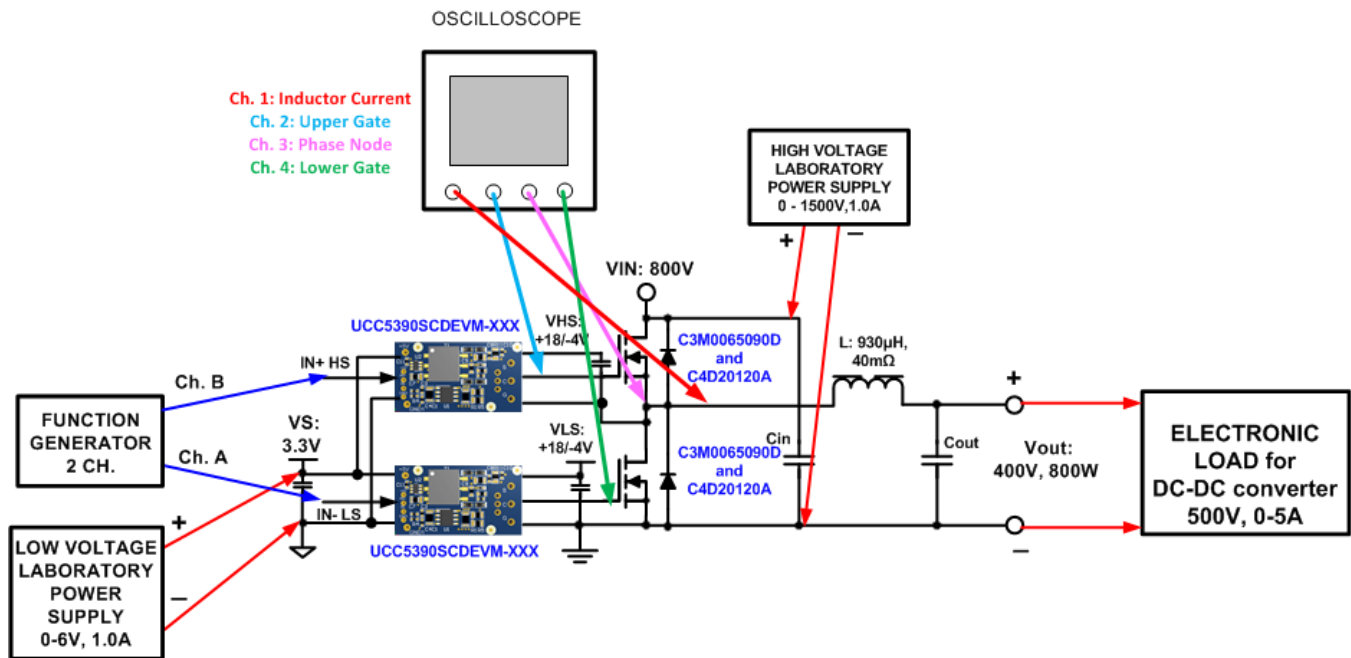 OSCILLOSCOPE
Ch. 1: Inductor Current
Ch. 2: Upper Gate
Ch. 3: Phase Node
Ch. 4: Lower Gate
HIGH VOLTAGE
LABORATORY
POWER SUPPLY
0 - 1500V,1.0A
+
–
VIN: 800V
UCC5390SCDEVM-XXX
VHS:
+18/-4V
C3M0065090D
and
C4D20120A
L: 930µH,
40mΩ
IN+ HS
Ch. B
FUNCTION
GENERATOR
2 CH.
VS:
3.3V
Ch. A
VLS:
+18/-4V
C3M0065090D
and
C4D20120A
Cin
Cout
+
Vout:
400V, 800W
–
ELECTRONIC
LOAD for
DC-DC converter
500V, 0-5A
IN- LS
UCC5390SCDEVM-XXX
+
–
LOW VOLTAGE
LABORATORY
POWER
SUPPLY
0-6V, 1.0A